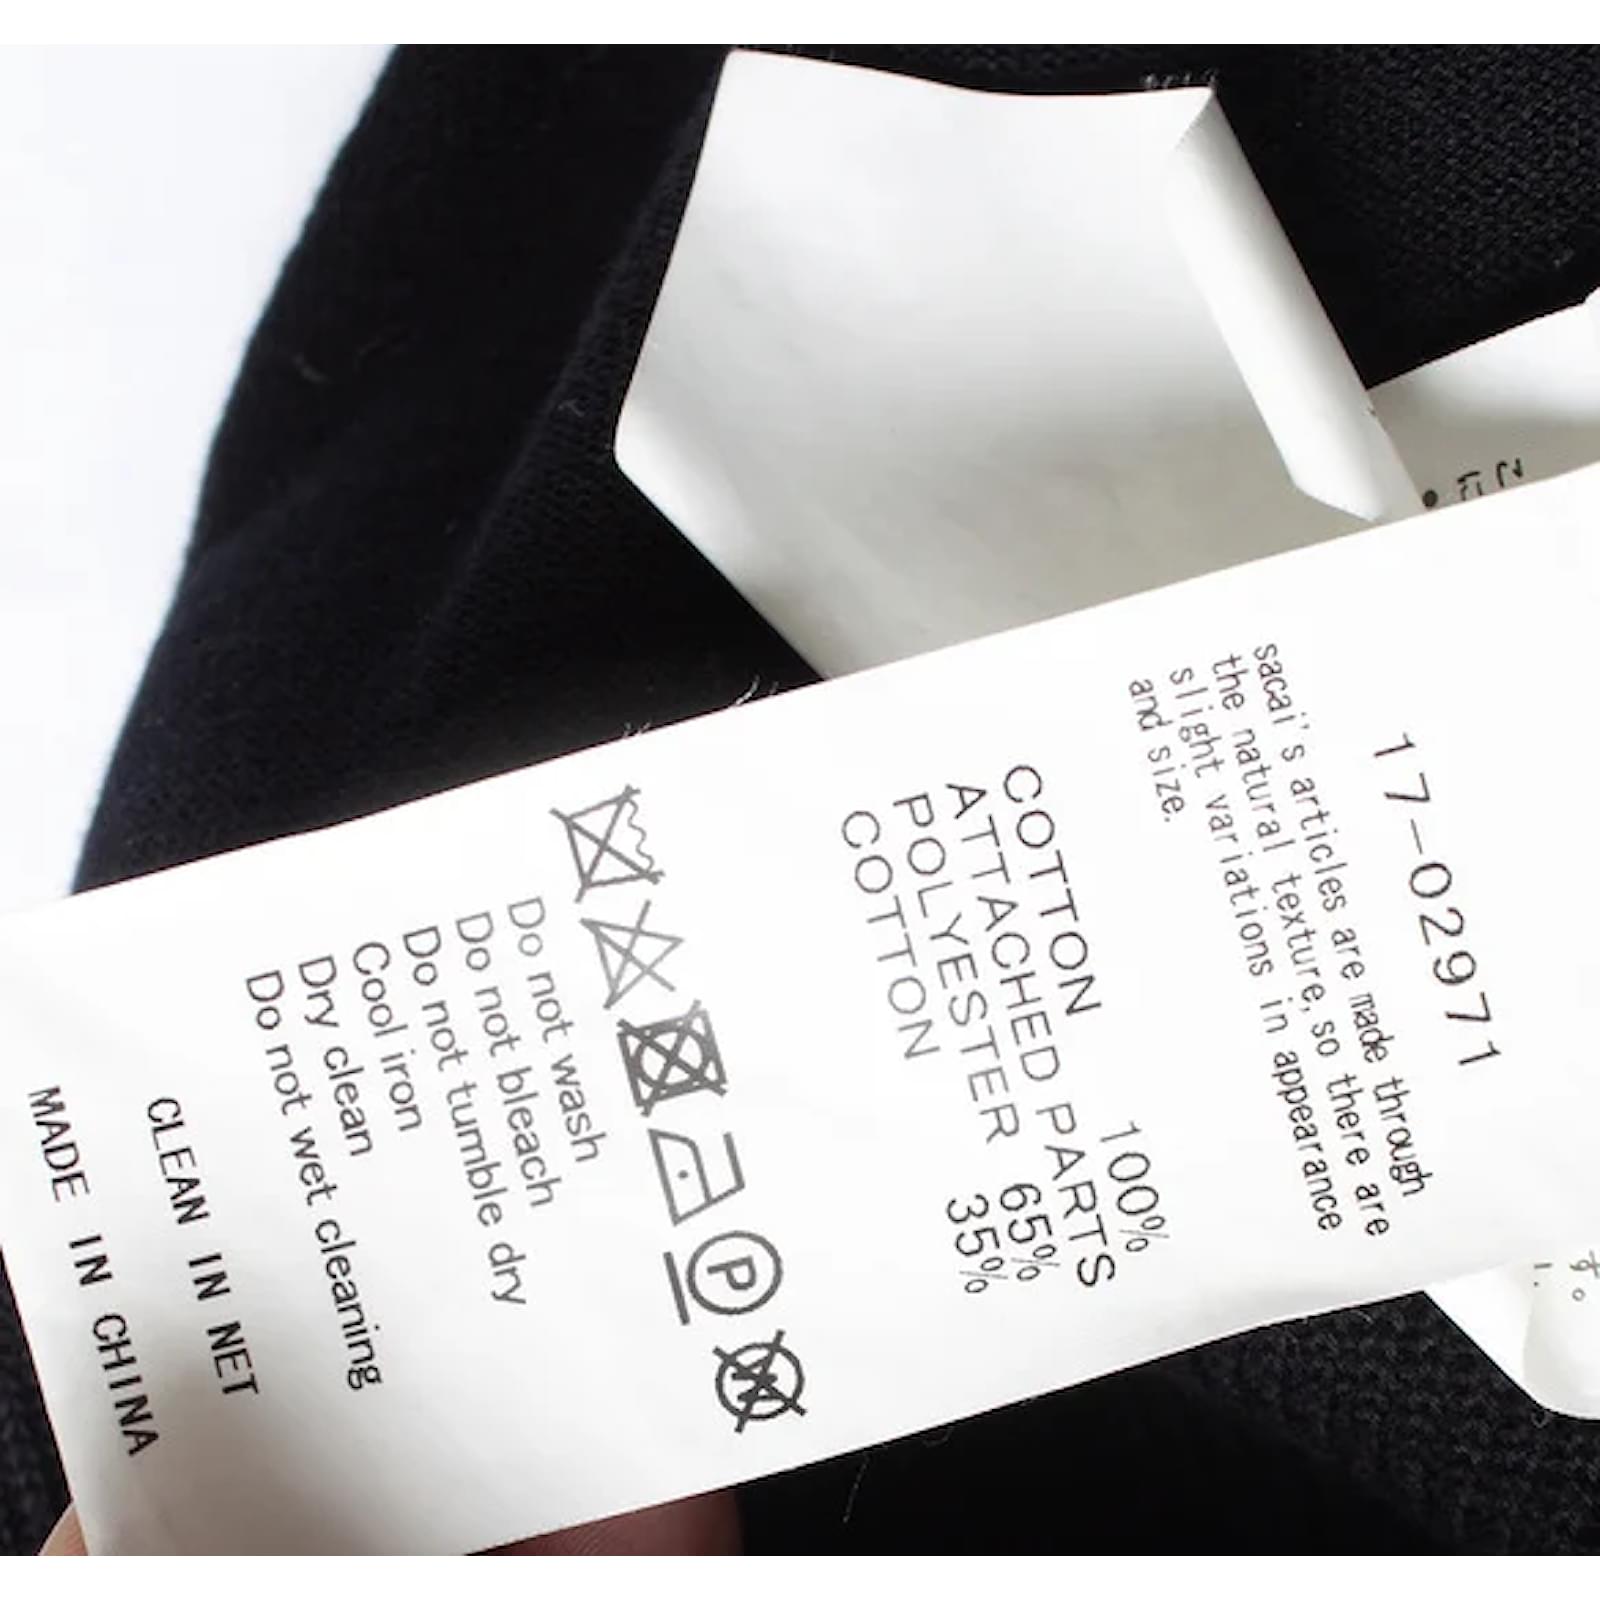 17-02971
sacai's articles are made through
the natural texture, so there are
slight variations in appearance
and size.
COTTON 100%
ATTACHED PARTS
POLYESTER 65%
COTTON 35%
P
Do not wash
Do not bleach
Do not tumble dry
Cool iron
Dry clean
Do not wet cleaning
CLEAN IN NET
MADE IN CHINA
す。